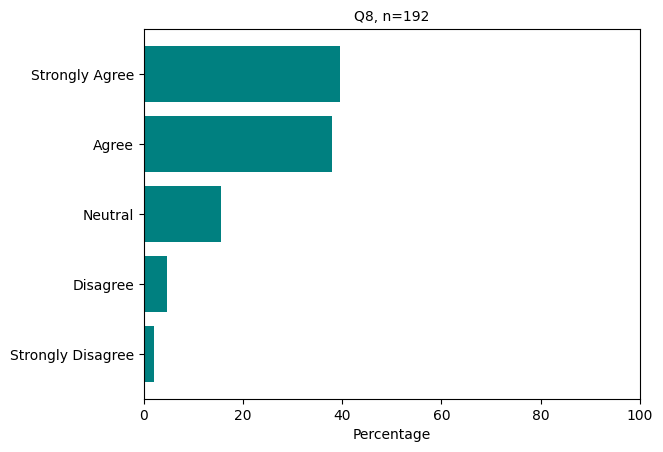 Q8, n=192
Strongly Agree
Agree
Neutral
Disagree
Strongly Disagree
0 20 40 60 80 100
Percentage